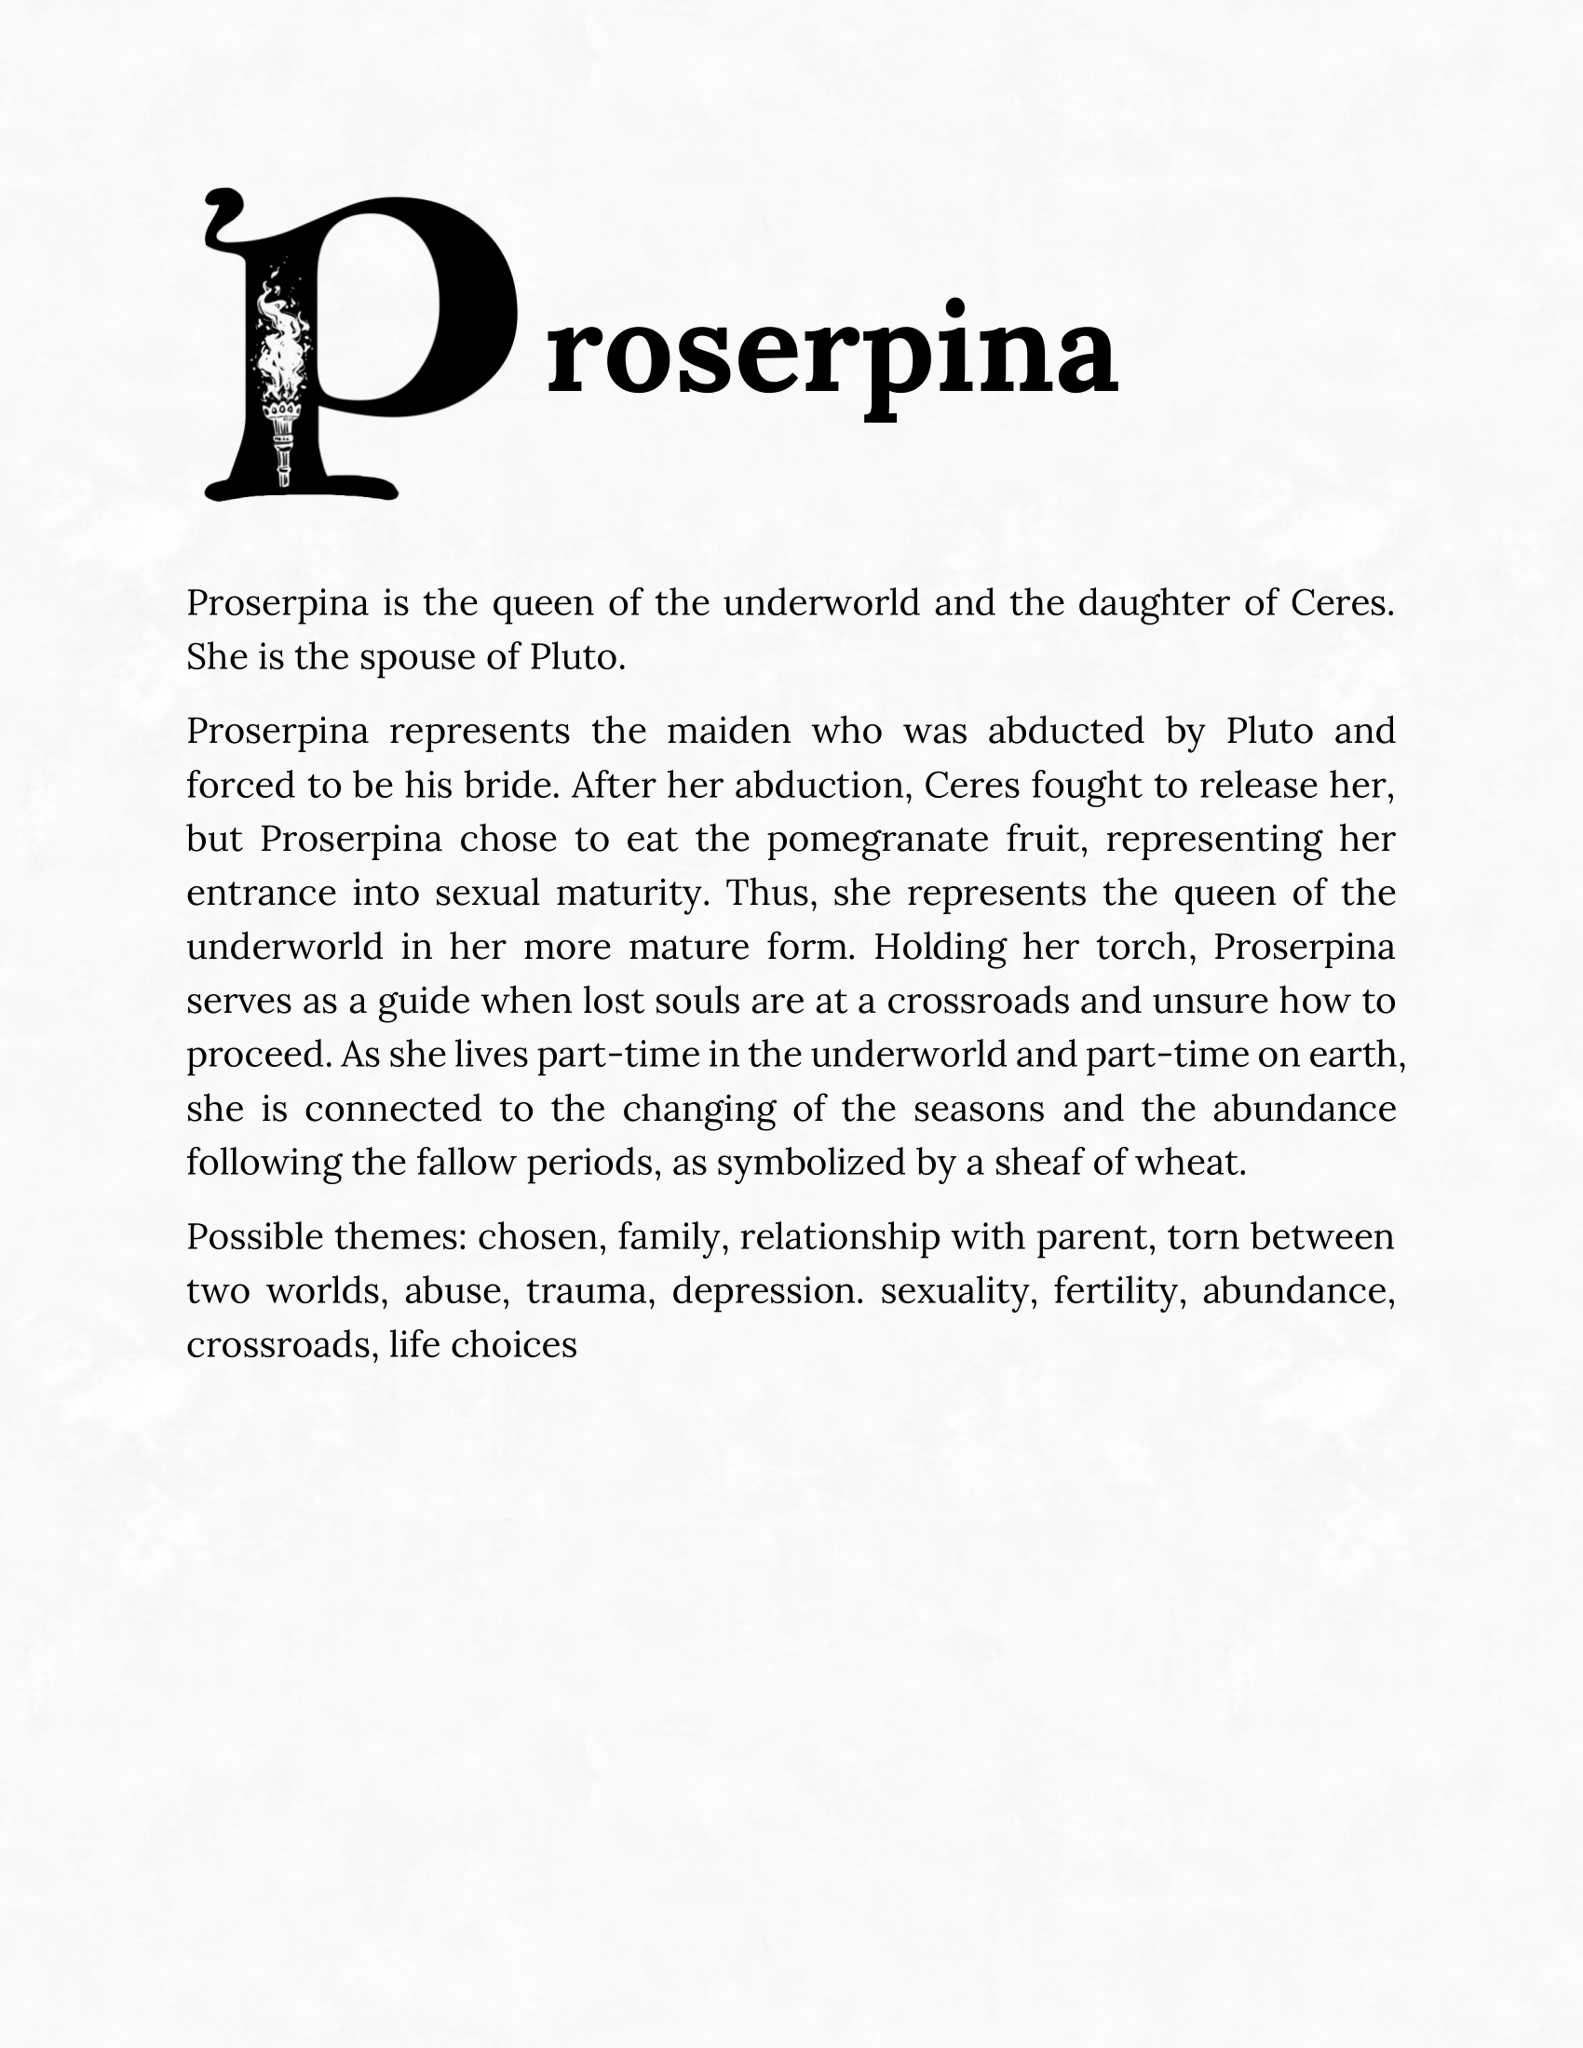 Proserpina
Proserpina is the queen of the underworld and the daughter of Ceres.
She is the spouse of Pluto.
Proserpina represents the maiden who was abducted by Pluto and
forced to be his bride. After her abduction, Ceres fought to release her,
but Proserpina chose to eat the pomegranate fruit, representing her
entrance into sexual maturity. Thus, she represents the queen of the
underworld in her more mature form. Holding her torch, Proserpina
serves as a guide when lost souls are at a crossroads and unsure how to
proceed. As she lives part-time in the underworld and part-time on earth,
she is connected to the changing of the seasons and the abundance
following the fallow periods, as symbolized by a sheaf of wheat.
Possible themes: chosen, family, relationship with parent, torn between
two worlds, abuse, trauma, depression. sexuality, fertility, abundance,
crossroads, life choices